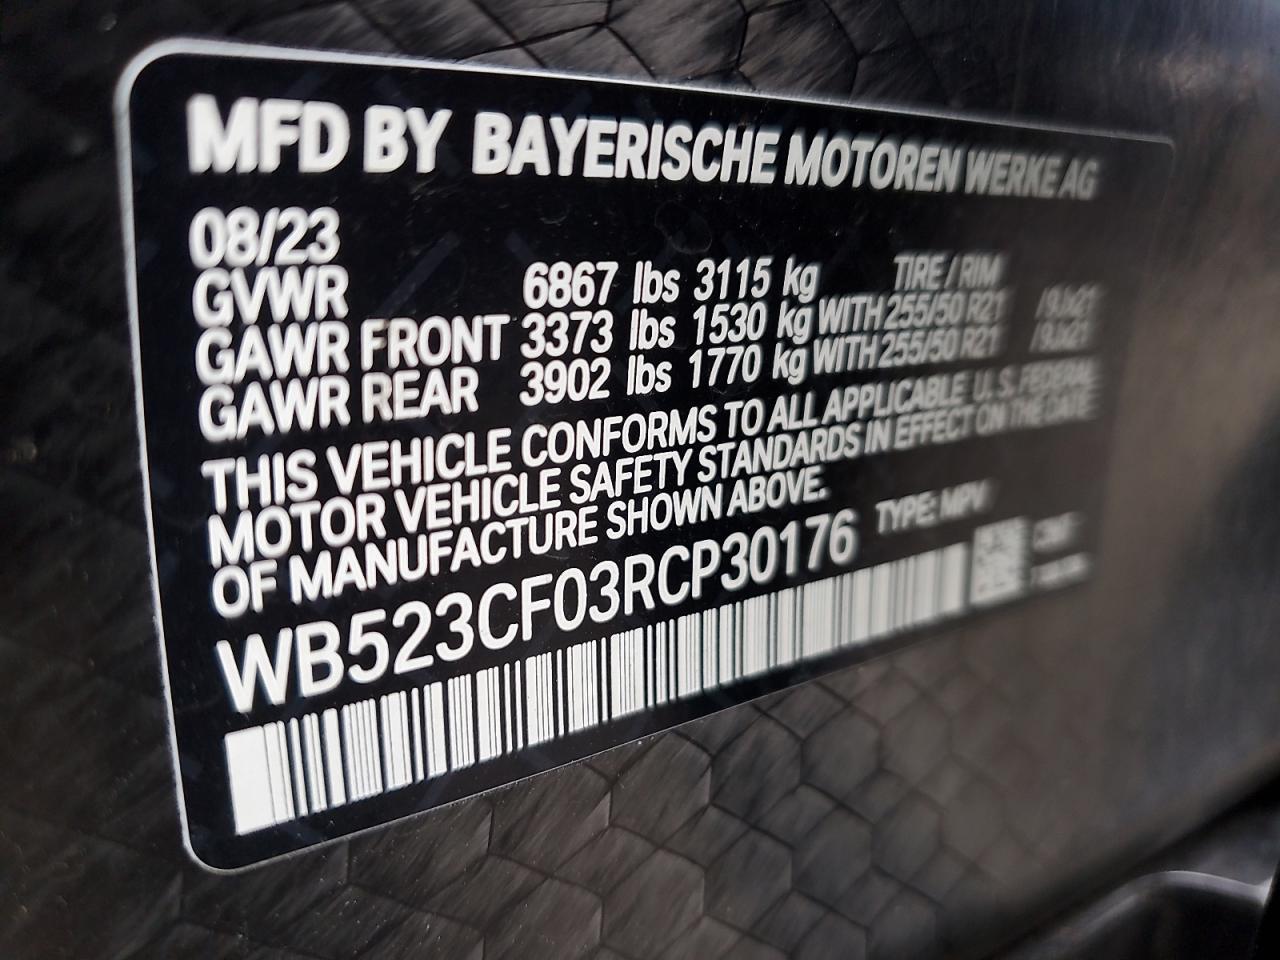 MFD BY BAYERISCHE MOTOREN WERKE AG
08/23
GVWR 6867 lbs 3115 kg TIRE / RIM
GAWR FRONT 3373 lbs 1530 kg WITH 255/50 R21 /9Jx21
GAWR REAR 3902 lbs 1770 kg WITH 255/50 R21 /9Jx21
THIS VEHICLE CONFORMS TO ALL APPLICABLE U. S. FEDERAL
MOTOR VEHICLE SAFETY STANDARDS IN EFFECT ON THE DATE
OF MANUFACTURE SHOWN ABOVE.
WB523CF03RCP30176 TYPE: MPV